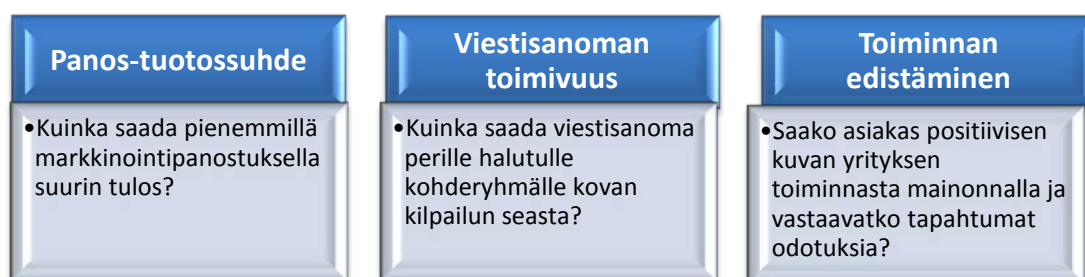 Panos-tuotossuhde
•Kuinka saada pienemmillä
markkinointipanostuksella
suurin tulos?
Viestisanoman
toimivuus
•Kuinka saada viestisanoma
perille halutulle
kohderyhmälle kovan
kilpailun seasta?
Toiminnan
edistäminen
•Saako asiakas positiivisen
kuvan yrityksen
toiminnasta mainonnalla ja
vastaavatko tapahtumat
odotuksia?